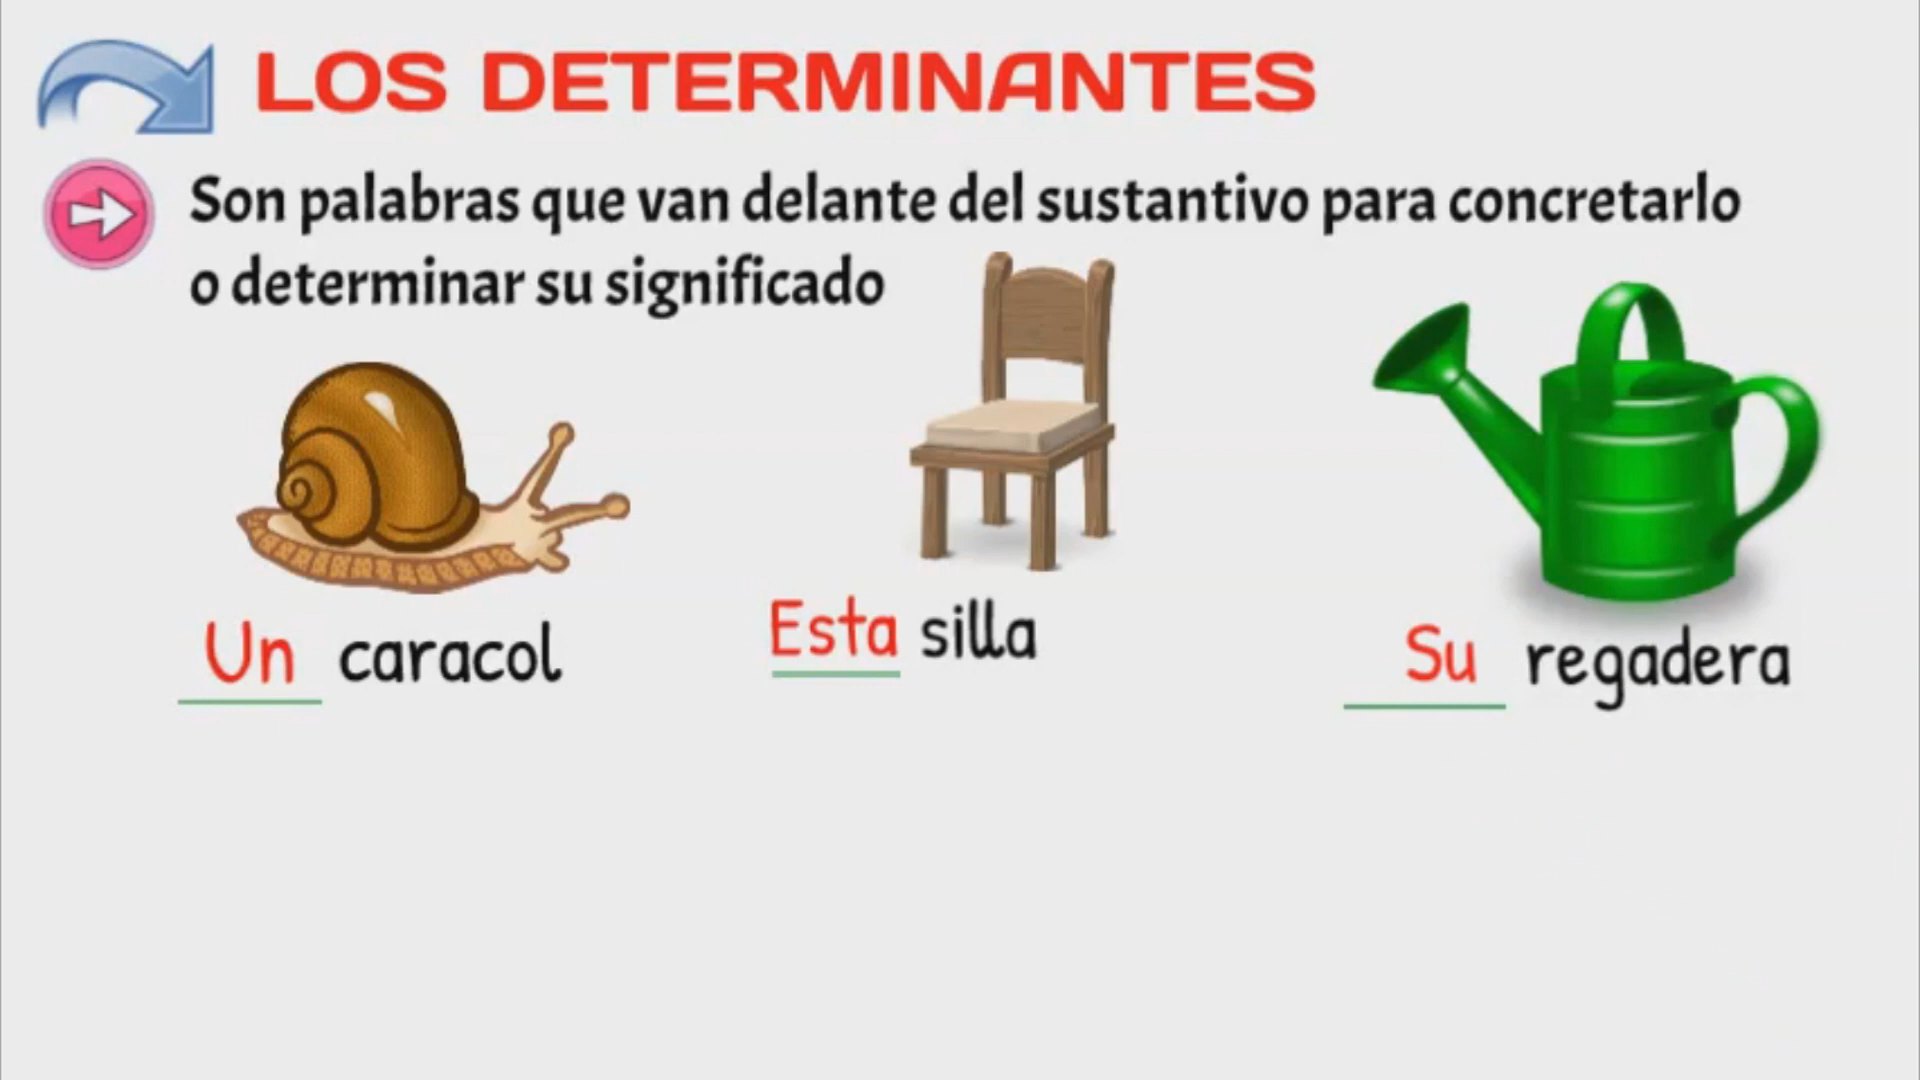 LOS DETERMINANTES
Son palabras que van delante del sustantivo para concretarlo
o determinar su significado
Un caracol
Esta silla
Su regadera